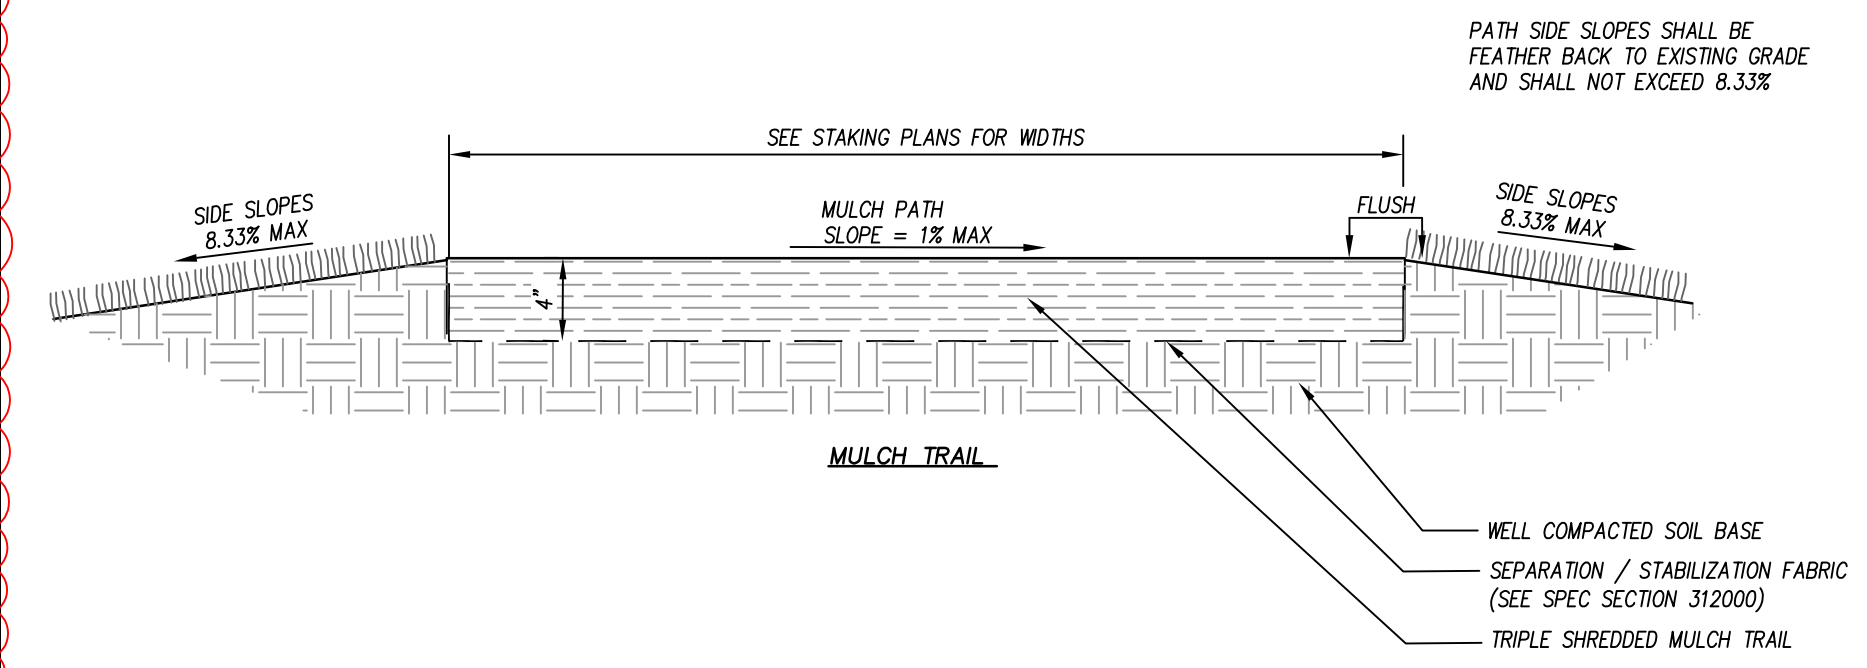 PATH SIDE SLOPES SHALL BE
FEATHER BACK TO EXISTING GRADE
AND SHALL NOT EXCEED 8.33%
SEE STAKING PLANS FOR WIDTHS
SIDE SLOPES
8.33% MAX
MULCH PATH
SLOPE = 1% MAX
FLUSH
SIDE SLOPES
8.33% MAX
4"
MULCH TRAIL
WELL COMPACTED SOIL BASE
SEPARATION / STABILIZATION FABRIC
(SEE SPEC SECTION 312000)
TRIPLE SHREDDED MULCH TRAIL